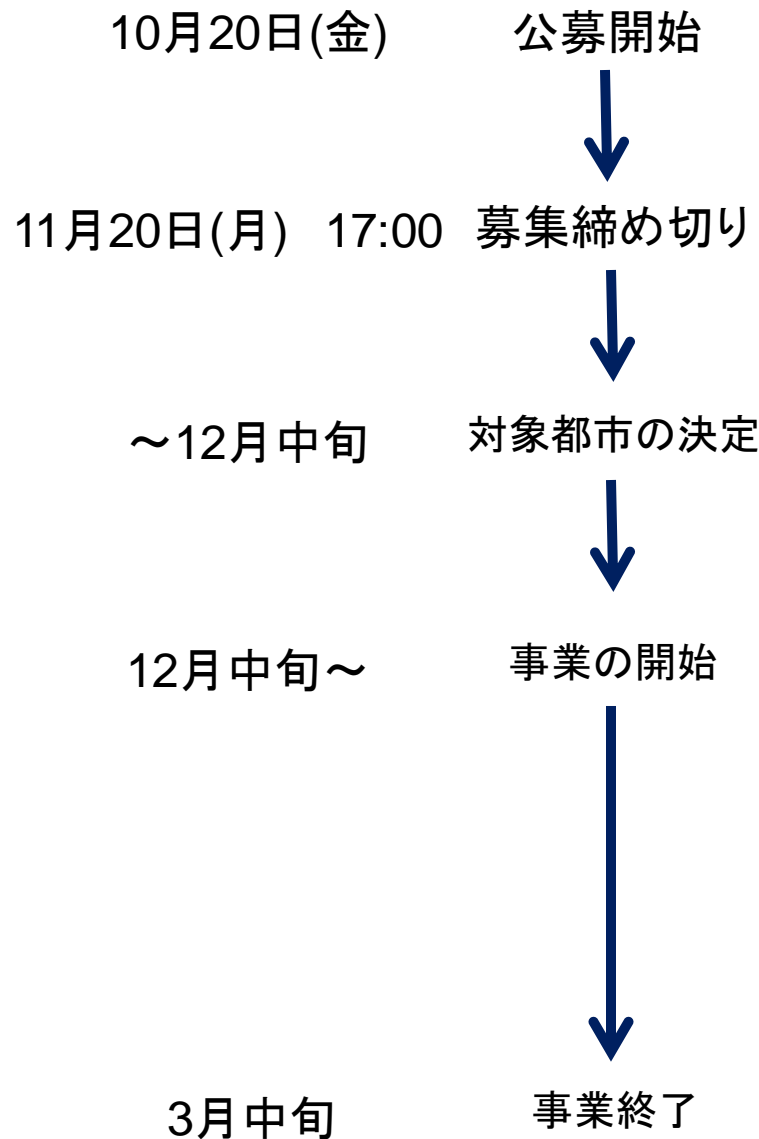 10月20日(金) 公募開始
11月20日(月) 17:00 募集締め切り
～12月中旬 対象都市の決定
12月中旬～ 事業の開始
3月中旬 事業終了